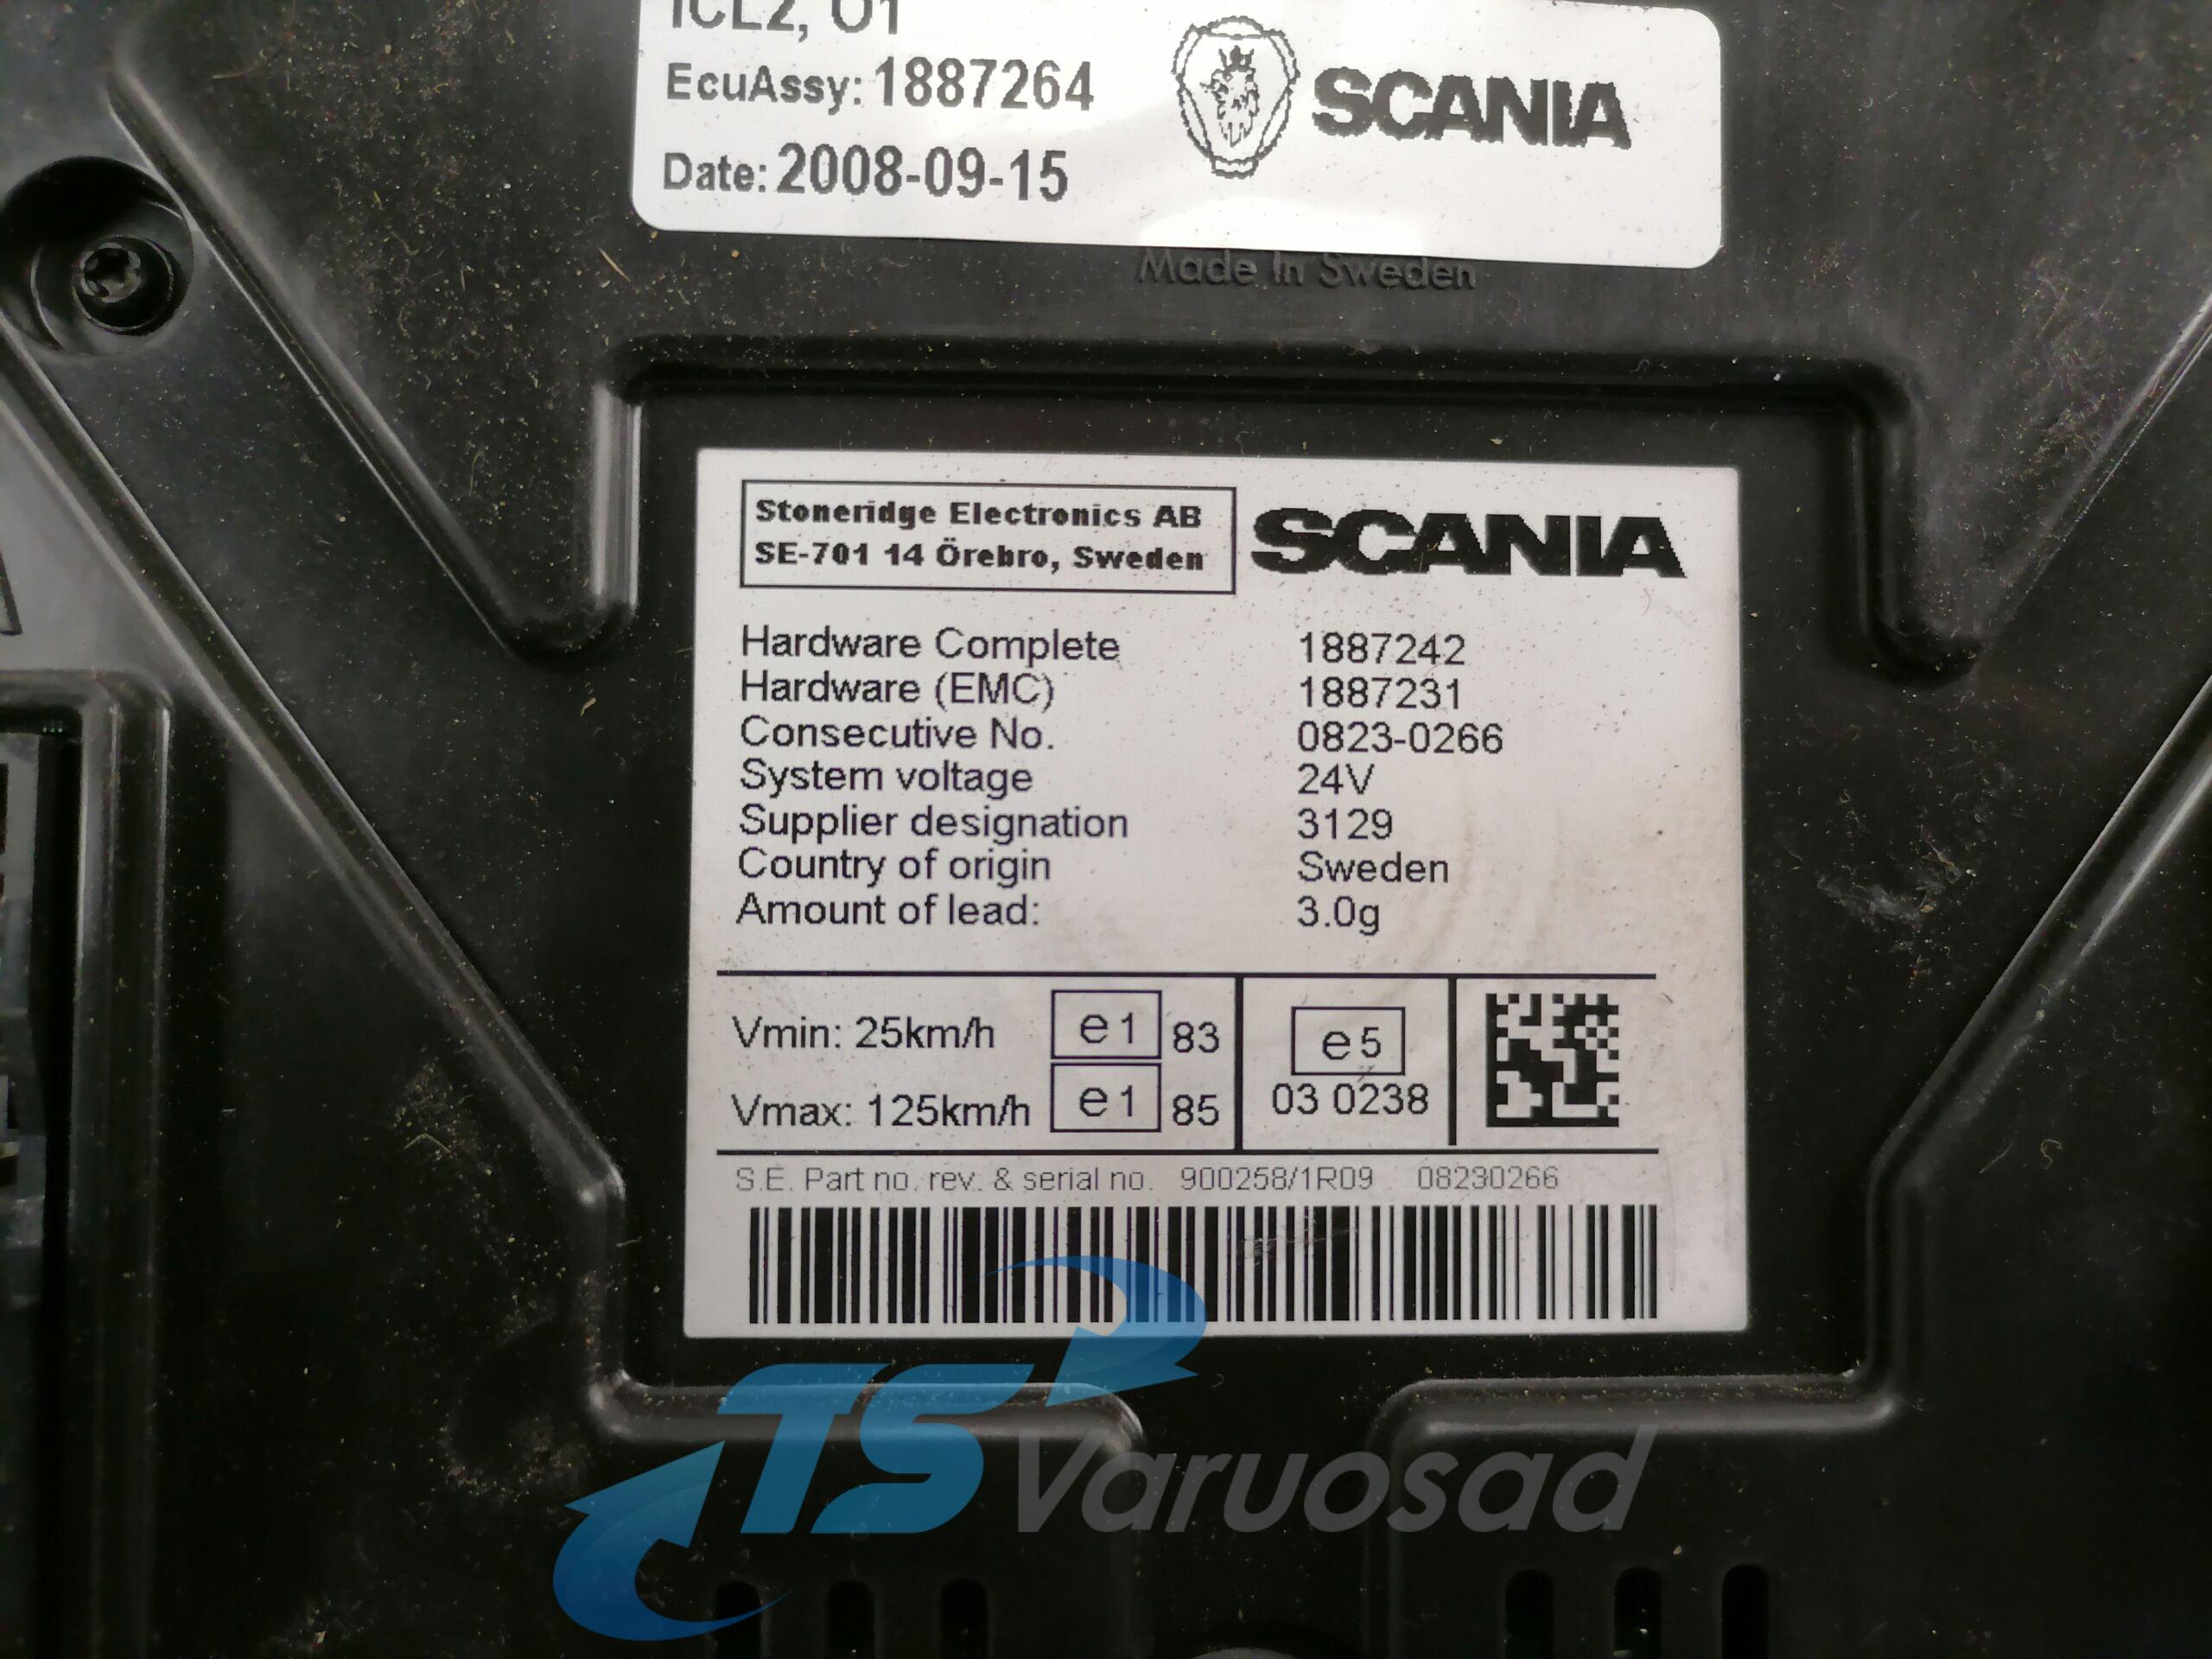 ICL2, O1
EcuAssy: 1887264
SCANIA
Date: 2008-09-15
Made In Sweden
Stoneridge Electronics AB
SE-701 14 Örebro, Sweden
SCANIA
Hardware Complete 1887242
Hardware (EMC) 1887231
Consecutive No. 0823-0266
System voltage 24V
Supplier designation 3129
Country of origin Sweden
Amount of lead: 3.0g
Vmin: 25km/h e1 83
Vmax: 125km/h e1 85
e5
03 0238
S.E. Part no. rev. & serial no. 900258/1R09 08230266
TS Varuosad